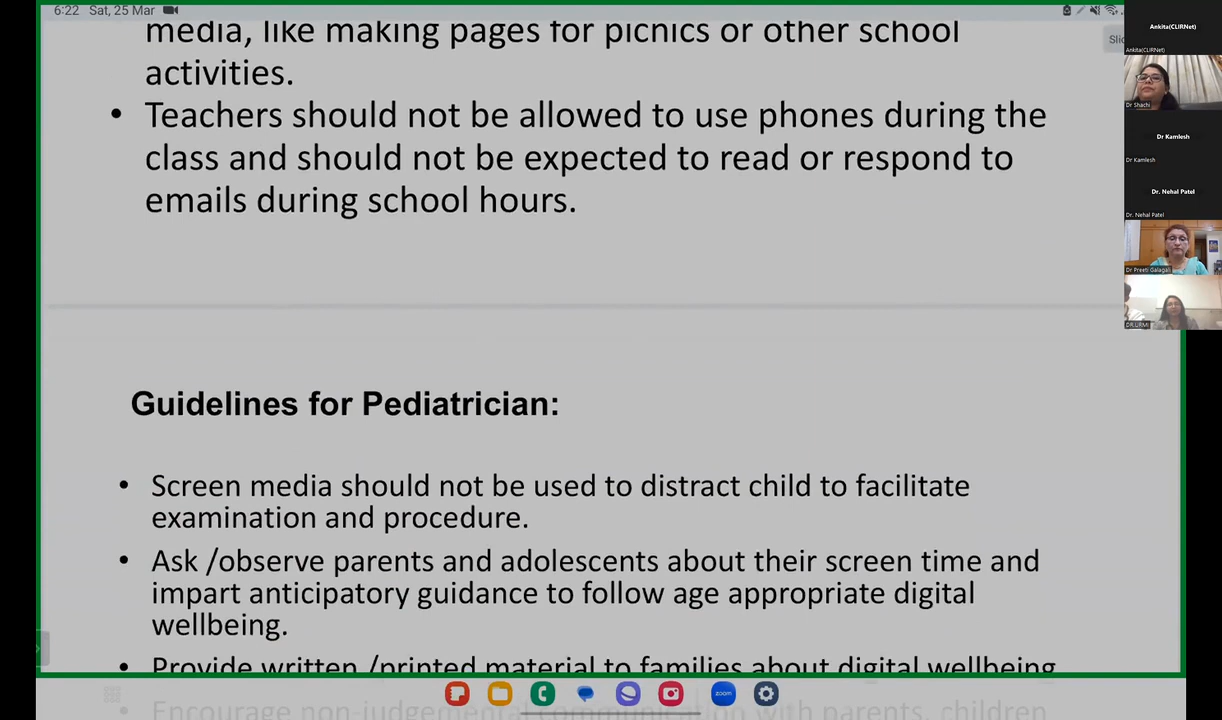 6:22 Sat, 25 Mar
media, like making pages for picnics or other school
activities.
• Teachers should not be allowed to use phones during the
class and should not be expected to read or respond to
emails during school hours.
Guidelines for Pediatrician:
• Screen media should not be used to distract child to facilitate
examination and procedure.
• Ask /observe parents and adolescents about their screen time and
impart anticipatory guidance to follow age appropriate digital
wellbeing.
• Provide written /printed material to families about digital wellbeing
• Encourage non-judgemental communication with parents, children
zoom
Ankita(CLIRNet)
Ankita(CLIRNet)
Dr Shachi
Dr Kamlesh
Dr Kamlesh
Dr. Nehal Patel
Dr. Nehal Patel
Dr Preeti Galagali
DR.URMI